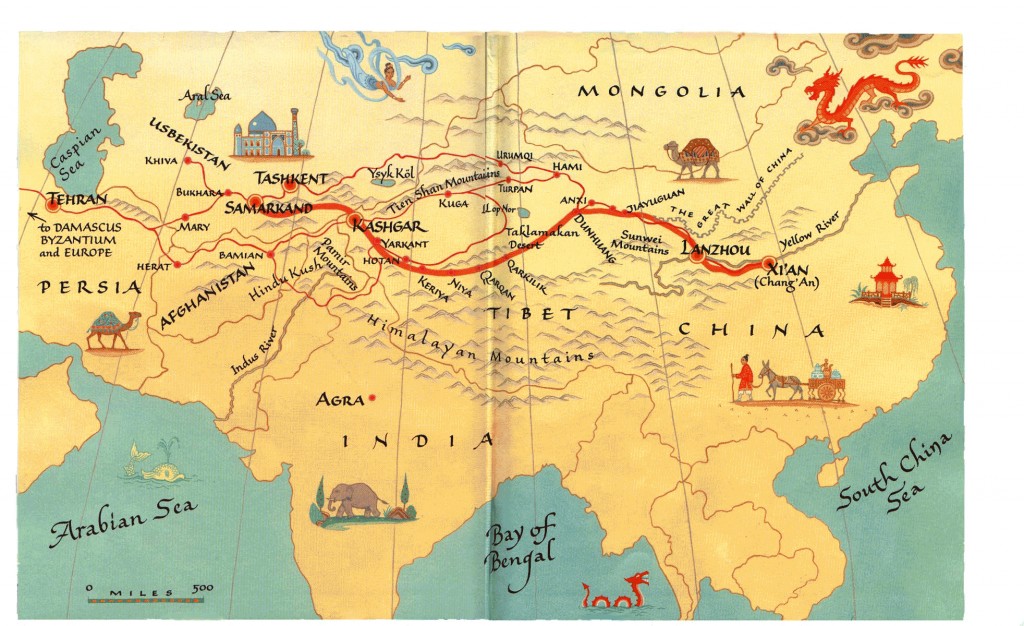 MONGOLIA
Aral Sea
Caspian
Sea
USBEKISTAN
KHIVA
TASHKENT
BUKHARA
SAMARKAND
TEHRAN
to DAMASCUS
BYZANTIUM
and EUROPE
MARY
HERAT
BAMIAN
PERSIA
AFGHANISTAN
Hindu Kush
Pamir
Mountains
KASHGAR
YARKANT
HOTAN
KERIYA
NIYA
QARQAN
QARKILIK
Ysyk Köl
Tien Shan Mountains
KUGA
URUMQI
TURPAN
HAMI
Lop Nor
Taklamakan
Desert
ANXI
DUNHUANG
JIAYUGUAN
THE GREAT WALL OF CHINA
Sunwei
Mountains
LANZHOU
Yellow River
XI'AN
(Chang'An)
TIBET
CHINA
Himalayan Mountains
Indus River
AGRA
INDIA
Arabian Sea
Bay of
Bengal
South China
Sea
0 MILES 500